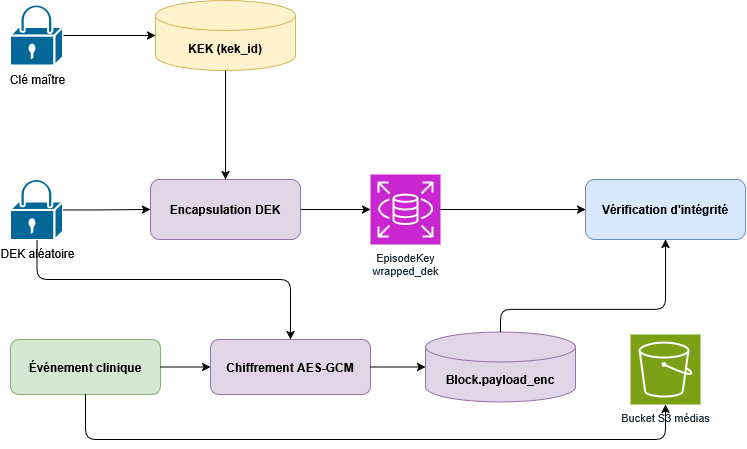 KEK (kek_id)
Clé maître
Encapsulation DEK
Vérification d'intégrité
DEK aléatoire
EpisodeKey
wrapped_dek
Événement clinique
Chiffrement AES-GCM
Block.payload_enc
Bucket S3 médias